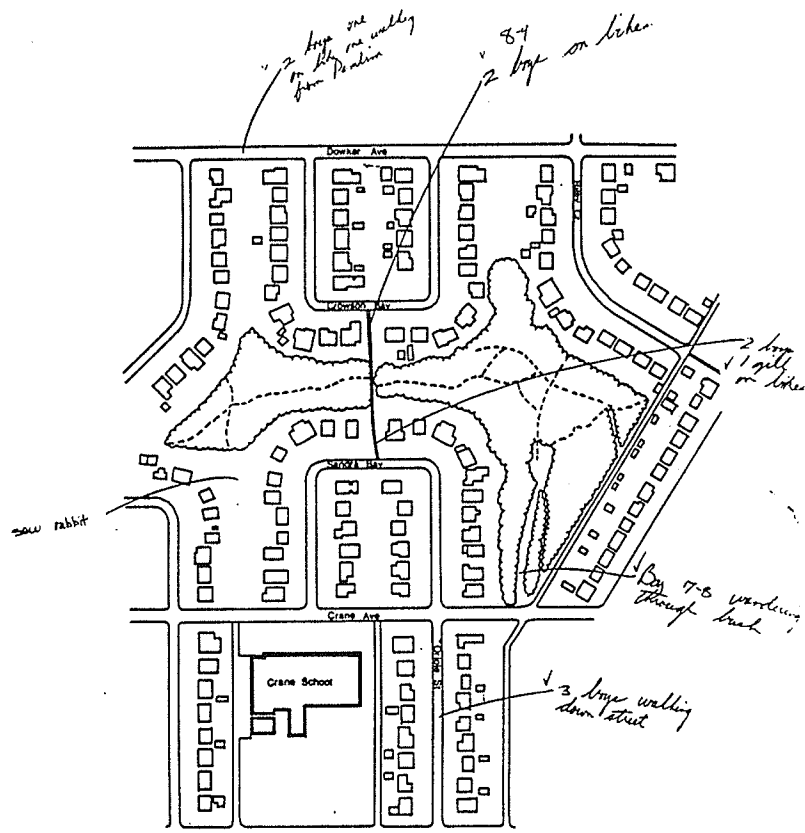 2 boys one
on bike one walking
from
8-4
2 boys on bikes
Dowker Ave
Crowson Bay
2 boys
1 girl
on bikes
Sandra Bay
saw rabbit
Boy 7-8 wandering
through bush
Crane Ave
Crane School
3 boys walking
down street